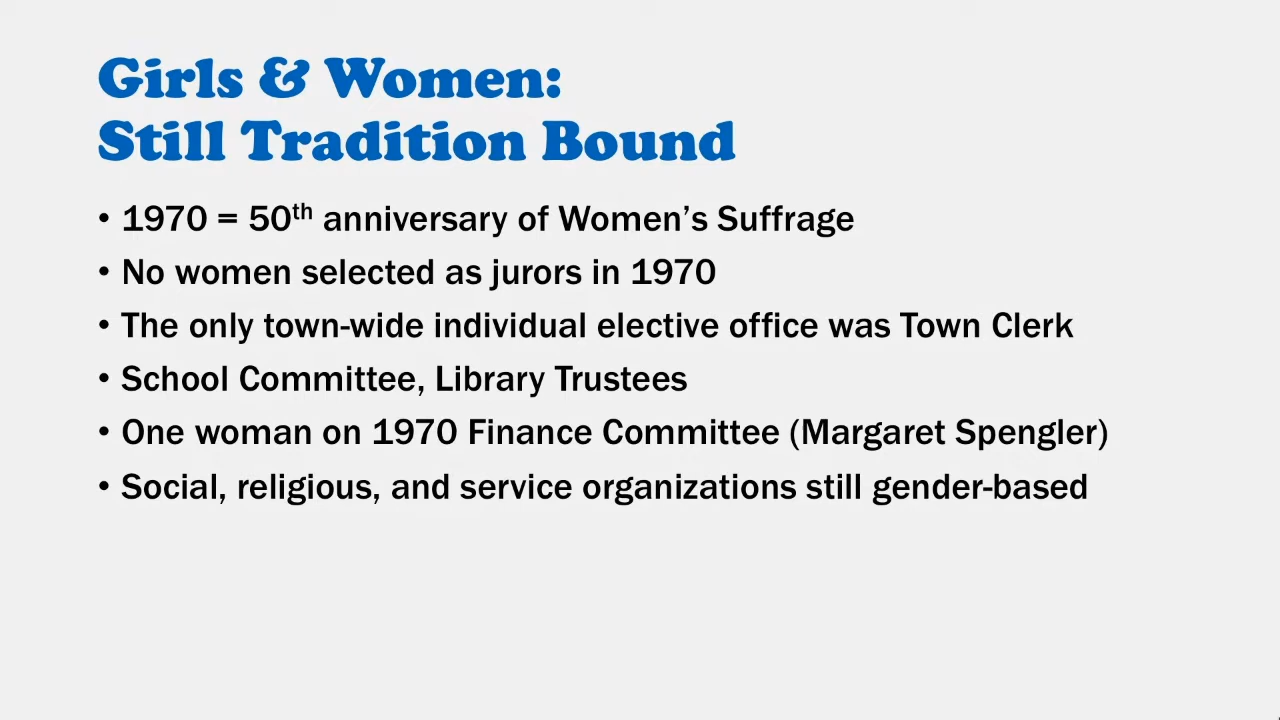 Girls & Women:
Still Tradition Bound
• 1970 = 50th anniversary of Women’s Suffrage
• No women selected as jurors in 1970
• The only town-wide individual elective office was Town Clerk
• School Committee, Library Trustees
• One woman on 1970 Finance Committee (Margaret Spengler)
• Social, religious, and service organizations still gender-based